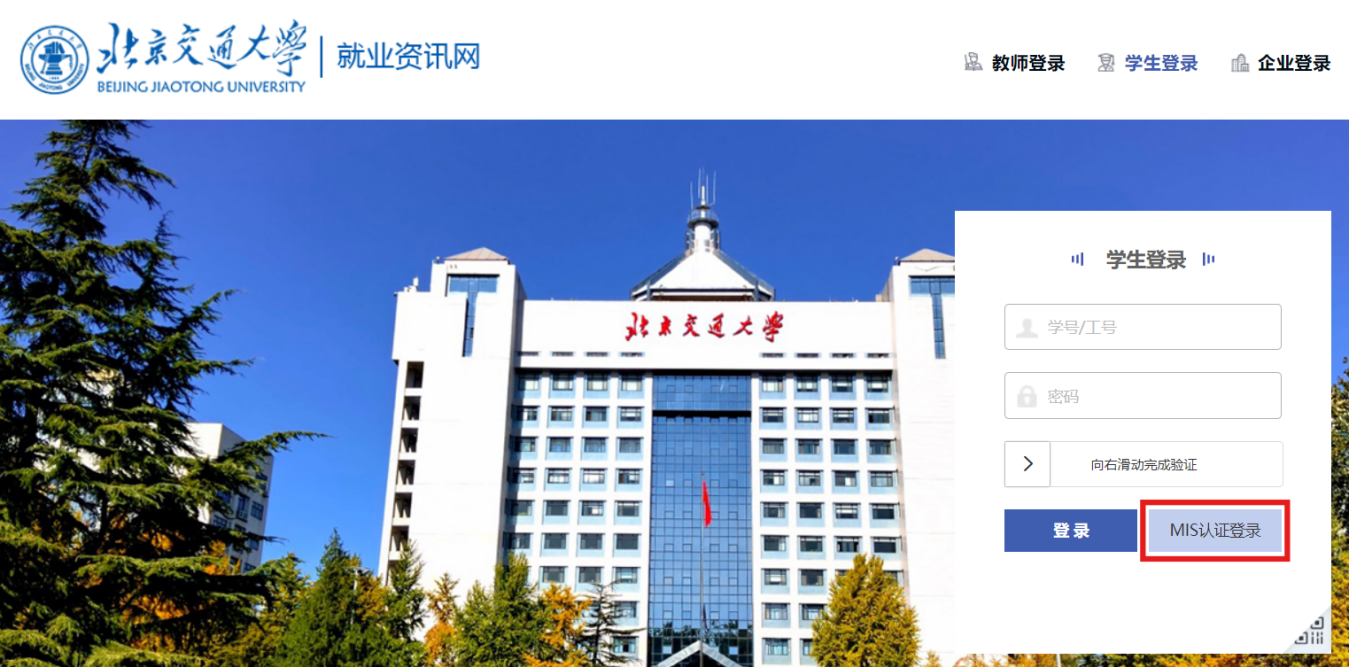 北京交通大学
BEIJING JIAOTONG UNIVERSITY
就业资讯网
教师登录
学生登录
企业登录
北京交通大学
学生登录
学号/工号
密码
向右滑动完成验证
登录
MIS认证登录